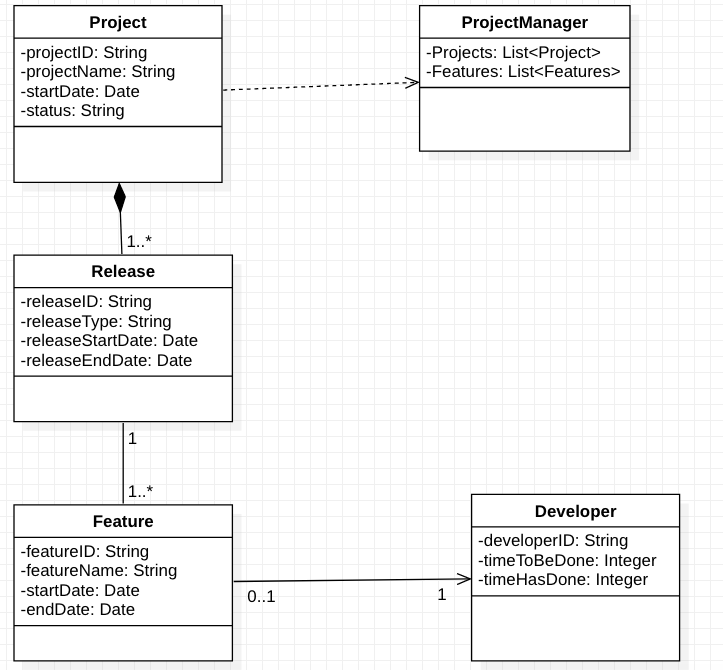 Project
-projectID: String
-projectName: String
-startDate: Date
-status: String
ProjectManager
-Projects: List<Project>
-Features: List<Features>
1..*
Release
-releaseID: String
-releaseType: String
-releaseStartDate: Date
-releaseEndDate: Date
1
1..*
Feature
-featureID: String
-featureName: String
-startDate: Date
-endDate: Date
0..1
1
Developer
-developerID: String
-timeToBeDone: Integer
-timeHasDone: Integer